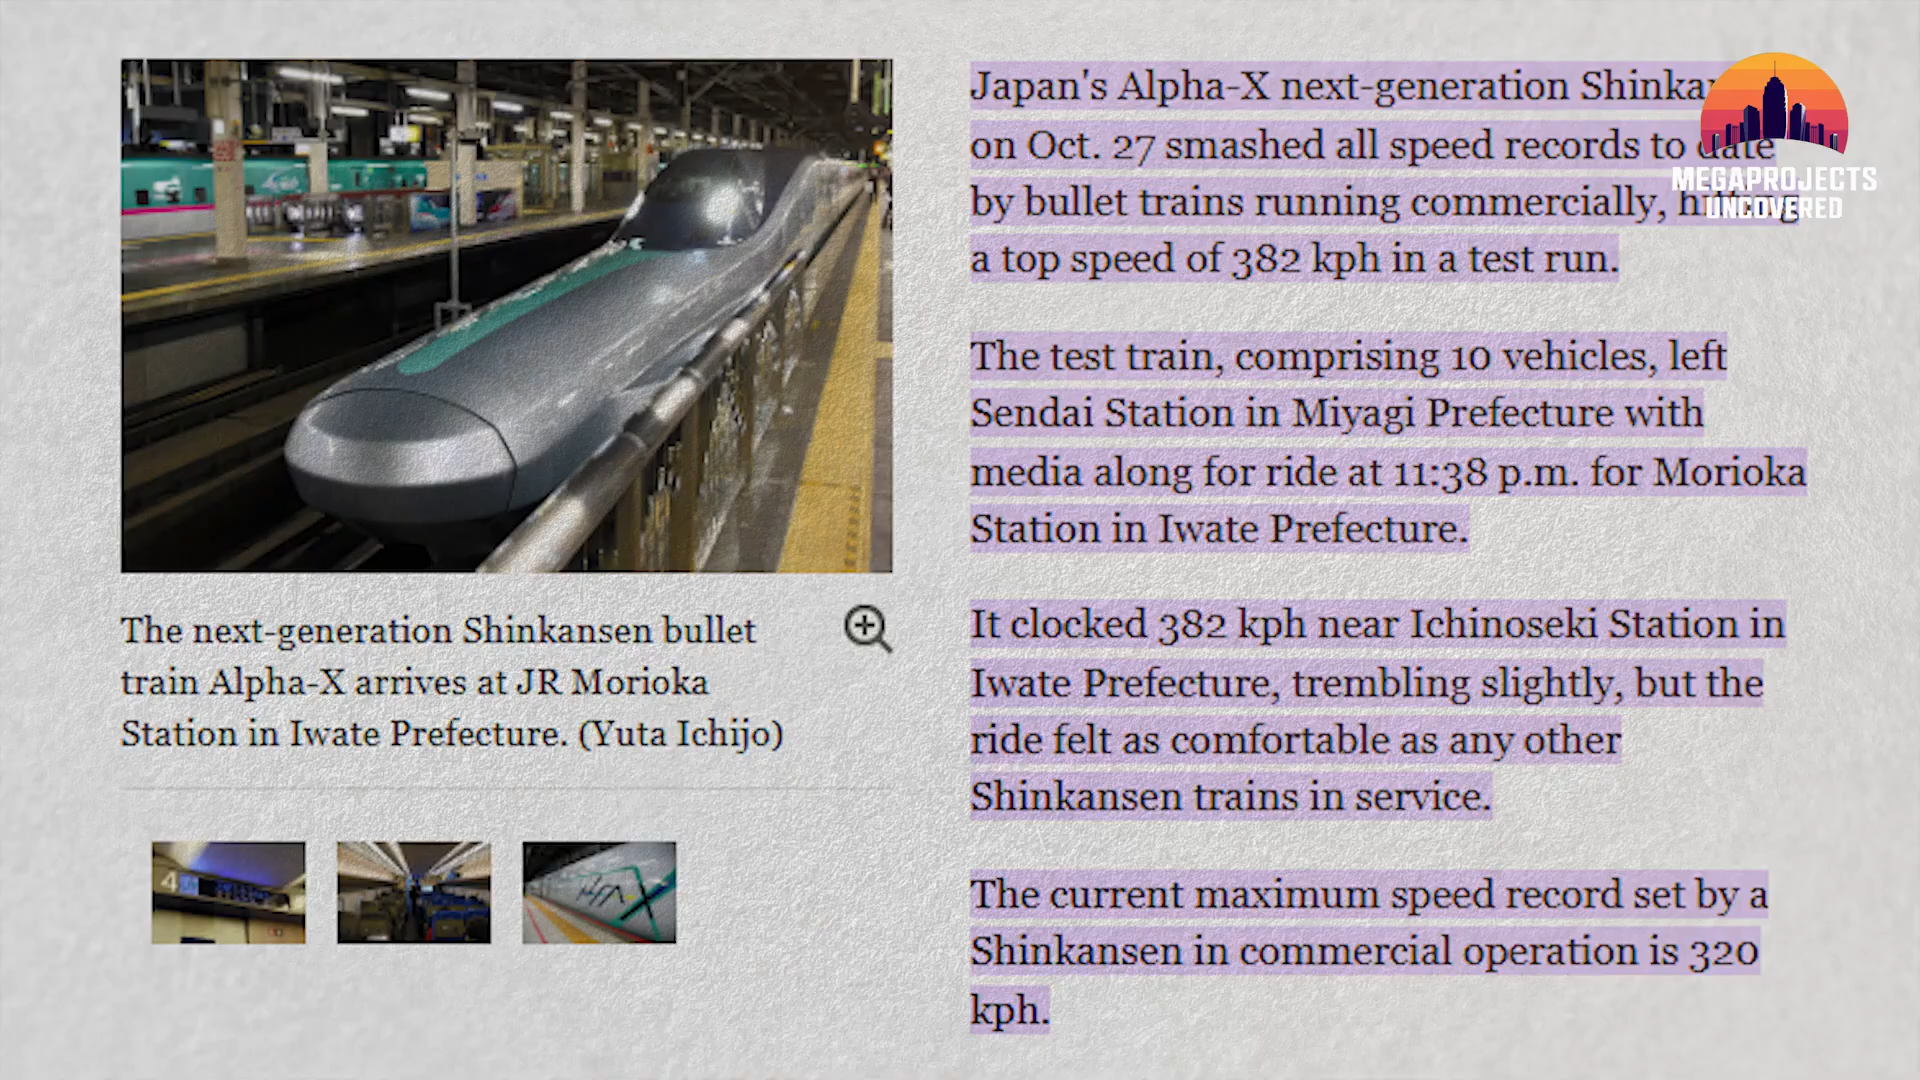 Japan's Alpha-X next-generation
on Oct. 27 smashed all speed records to date
by bullet trains running commercially, hitting
a top speed of 382 kph in a test run.
The test train, comprising 10 vehicles, left
Sendai Station in Miyagi Prefecture with
media along for ride at 11:38 p.m. for Morioka
Station in Iwate Prefecture.
It clocked 382 kph near Ichinoseki Station in
Iwate Prefecture, trembling slightly, but the
ride felt as comfortable as any other
Shinkansen trains in service.
The current maximum speed record set by a
Shinkansen in commercial operation is 320
kph.
The next-generation Shinkansen bullet
train Alpha-X arrives at JR Morioka
Station in Iwate Prefecture. (Yuta Ichijo)
MEGAPROJECTS
UNCOVERED
4